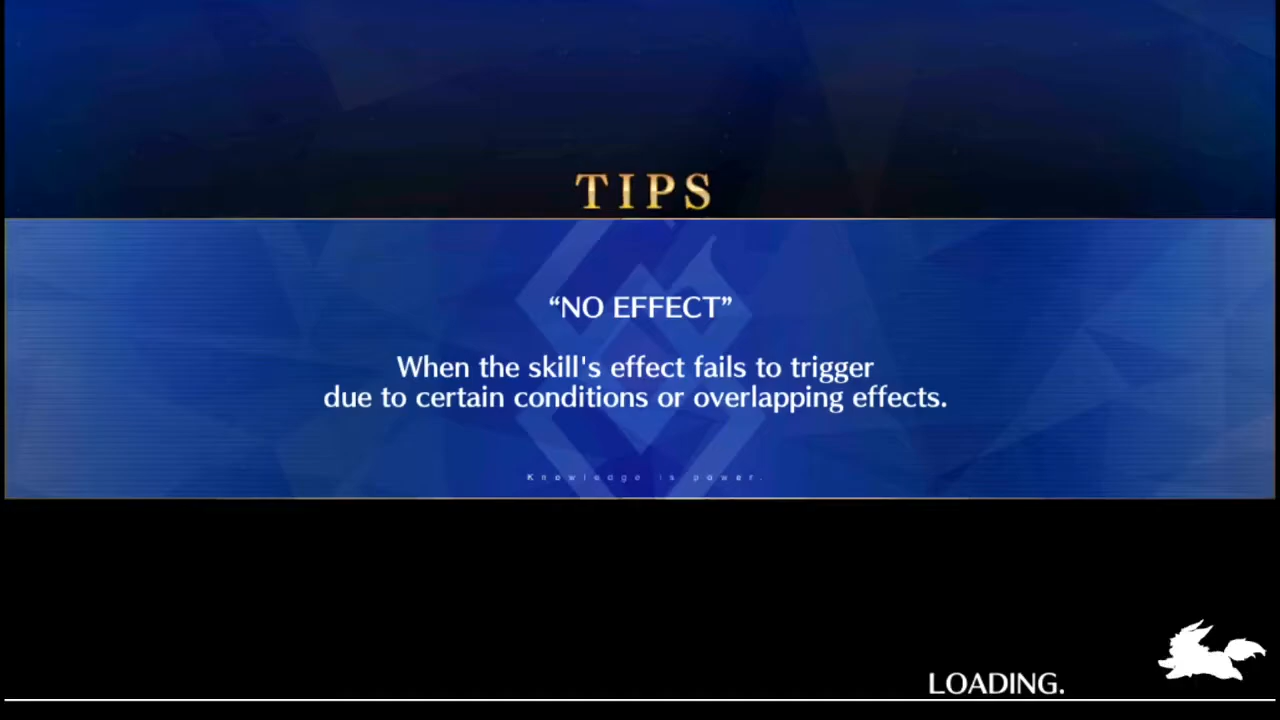 TIPS
“NO EFFECT”
When the skill's effect fails to trigger
due to certain conditions or overlapping effects.
Knowledge is power.
LOADING.